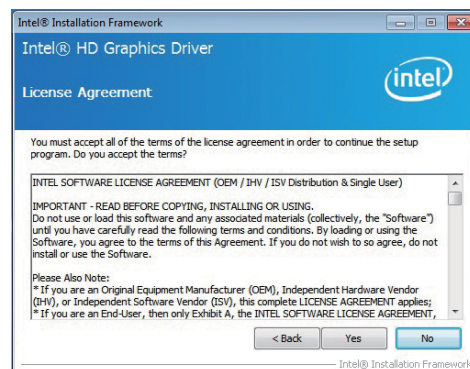 Intel® Installation Framework
Intel® HD Graphics Driver
intel
License Agreement
You must accept all of the terms of the license agreement in order to continue the setup
program. Do you accept the terms?
INTEL SOFTWARE LICENSE AGREEMENT (OEM / IHV / ISV Distribution & Single User)
IMPORTANT - READ BEFORE COPYING, INSTALLING OR USING.
Do not use or load this software and any associated materials (collectively, the "Software")
until you have carefully read the following terms and conditions. By loading or using the
Software, you agree to the terms of this Agreement. If you do not wish to so agree, do not
install or use the Software.
Please Also Note:
* If you are an Original Equipment Manufacturer (OEM), Independent Hardware Vendor
(IHV), or Independent Software Vendor (ISV), this complete LICENSE AGREEMENT applies;
* If you are an End-User, then only Exhibit A, the INTEL SOFTWARE LICENSE AGREEMENT,
< Back Yes No
Intel® Installation Framework